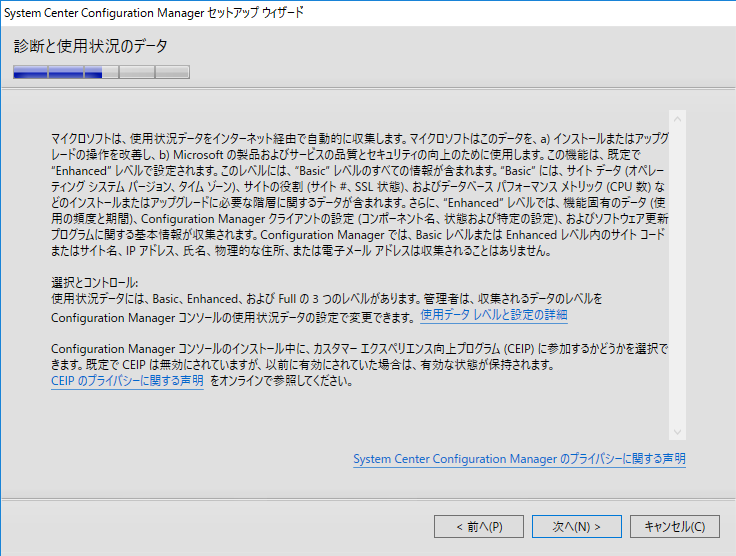 System Center Configuration Manager セットアップ ウィザード
診断と使用状況のデータ
マイクロソフトは、使用状況データをインターネット経由で自動的に収集します。マイクロソフトはこのデータを、a) インストールまたはアップグ
レードの操作を改善し、b) Microsoft の製品およびサービスの品質とセキュリティの向上のために使用します。この機能は、既定で
"Enhanced" レベルで設定されます。このレベルには、"Basic" レベルのすべての情報が含まれます。"Basic" には、サイト データ (オペレー
ティング システム バージョン、タイム ゾーン)、サイトの役割 (サイト #、SSL 状態)、およびデータベース パフォーマンス メトリック (CPU 数) な
どのインストールまたはアップグレードに必要な階層に関するデータが含まれます。さらに、"Enhanced" レベルでは、機能固有のデータ (使
用の頻度と期間)、Configuration Manager クライアントの設定 (コンポーネント名、状態および特定の設定)、およびソフトウェア更新
プログラムに関する基本情報が収集されます。Configuration Manager では、Basic レベルまたは Enhanced レベル内のサイト コード
またはサイト名、IP アドレス、氏名、物理的な住所、または電子メール アドレスは収集されることはありません。
選択とコントロール:
使用状況データには、Basic、Enhanced、および Full の 3 つのレベルがあります。管理者は、収集されるデータのレベルを
Configuration Manager コンソールの使用状況データの設定で変更できます。 使用データ レベルと設定の詳細
Configuration Manager コンソールのインストール中に、カスタマー エクスペリエンス向上プログラム (CEIP) に参加するかどうかを選択で
きます。既定で CEIP は無効にされていますが、以前に有効にされていた場合は、有効な状態が保持されます。
CEIP のプライバシーに関する声明 をオンラインで参照してください。
System Center Configuration Manager のプライバシーに関する声明
< 前へ(P) 次へ(N) > キャンセル(C)